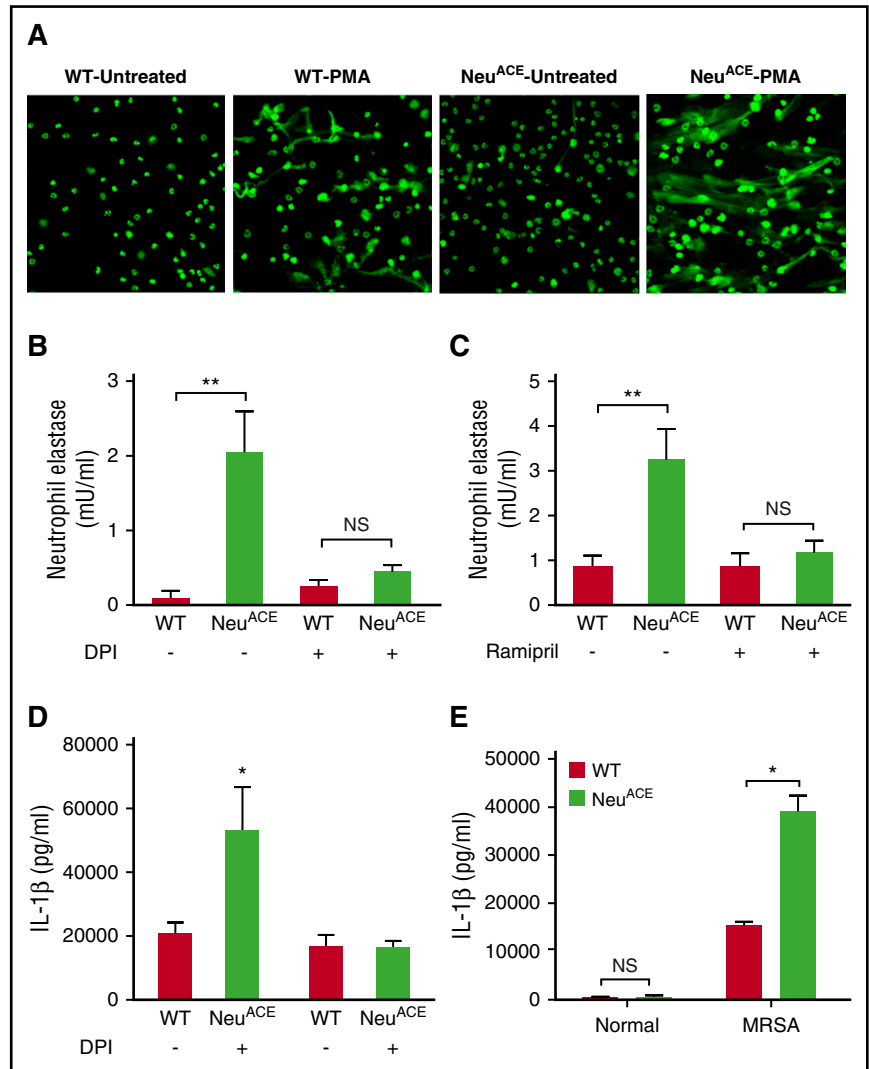 A
WT-Untreated WT-PMA Neu^ACE-Untreated Neu^ACE-PMA
B
Neutrophil elastase
(mU/ml)
3
2
1
0
**
NS
WT Neu^ACE WT Neu^ACE
DPI - - + +
C
Neutrophil elastase
(mU/ml)
5
4
3
2
1
0
**
NS
WT Neu^ACE WT Neu^ACE
Ramipril - - + +
D
IL-1β (pg/ml)
80000
60000
40000
20000
0
*
WT Neu^ACE WT Neu^ACE
DPI - + - +
E
IL-1β (pg/ml)
50000
40000
30000
20000
10000
0
WT
Neu^ACE
*
NS
Normal MRSA